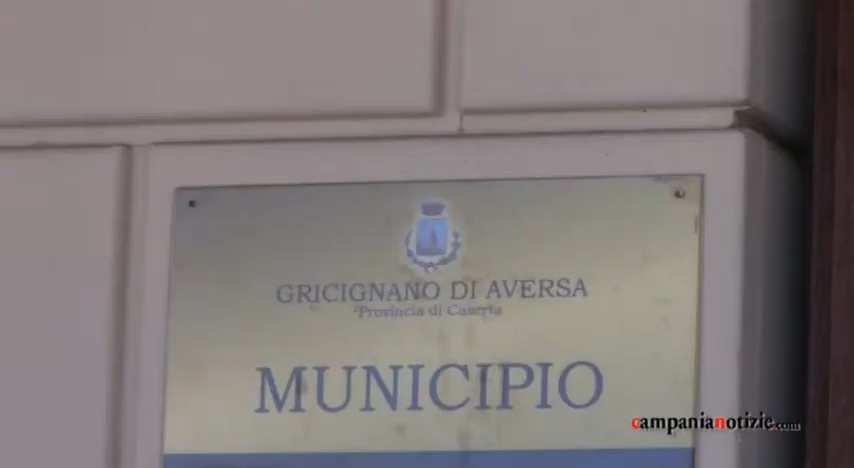 GRICIGNANO DI AVERSA
Provincia di Caserta
MUNICIPIO
campanianotizie.com